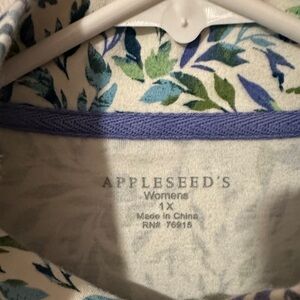 APPLESEED'S
Womens
1X
Made in China
RN# 76915